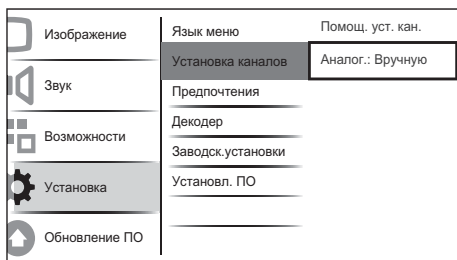 Изображение
Звук
Возможности
Установка
Обновление ПО
Язык меню
Установка каналов
Предпочтения
Декодер
Заводск.установки
Установл. ПО
Помощ. уст. кан.
Аналог.: Вручную